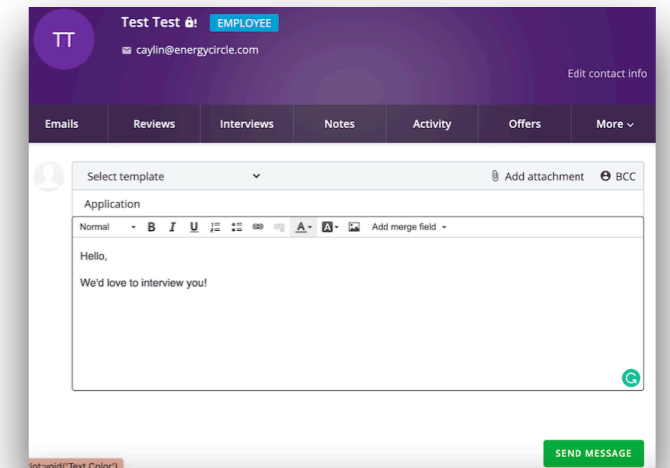 TT
Test Test EMPLOYEE
caylin@energycircle.com
Edit contact info
Emails Reviews Interviews Notes Activity Offers More
Select template Add attachment BCC
Application
Normal B I U A A Add merge field
Hello,
We'd love to interview you!
G
SEND MESSAGE
int:void('Text Color')